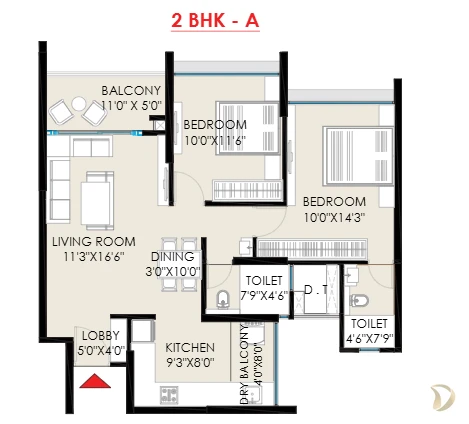 2 BHK - A
BALCONY
11'0" X 5'0"
BEDROOM
10'0"X11'6"
BEDROOM
10'0"X14'3"
LIVING ROOM
11'3"X16'6"
DINING
3'0"X10'0"
TOILET
7'9"X4'6"
D.T
TOILET
4'6"X7'9"
LOBBY
5'0"X4'0"
KITCHEN
9'3"X8'0"
DRY BALCONY
4'0"X8'0"